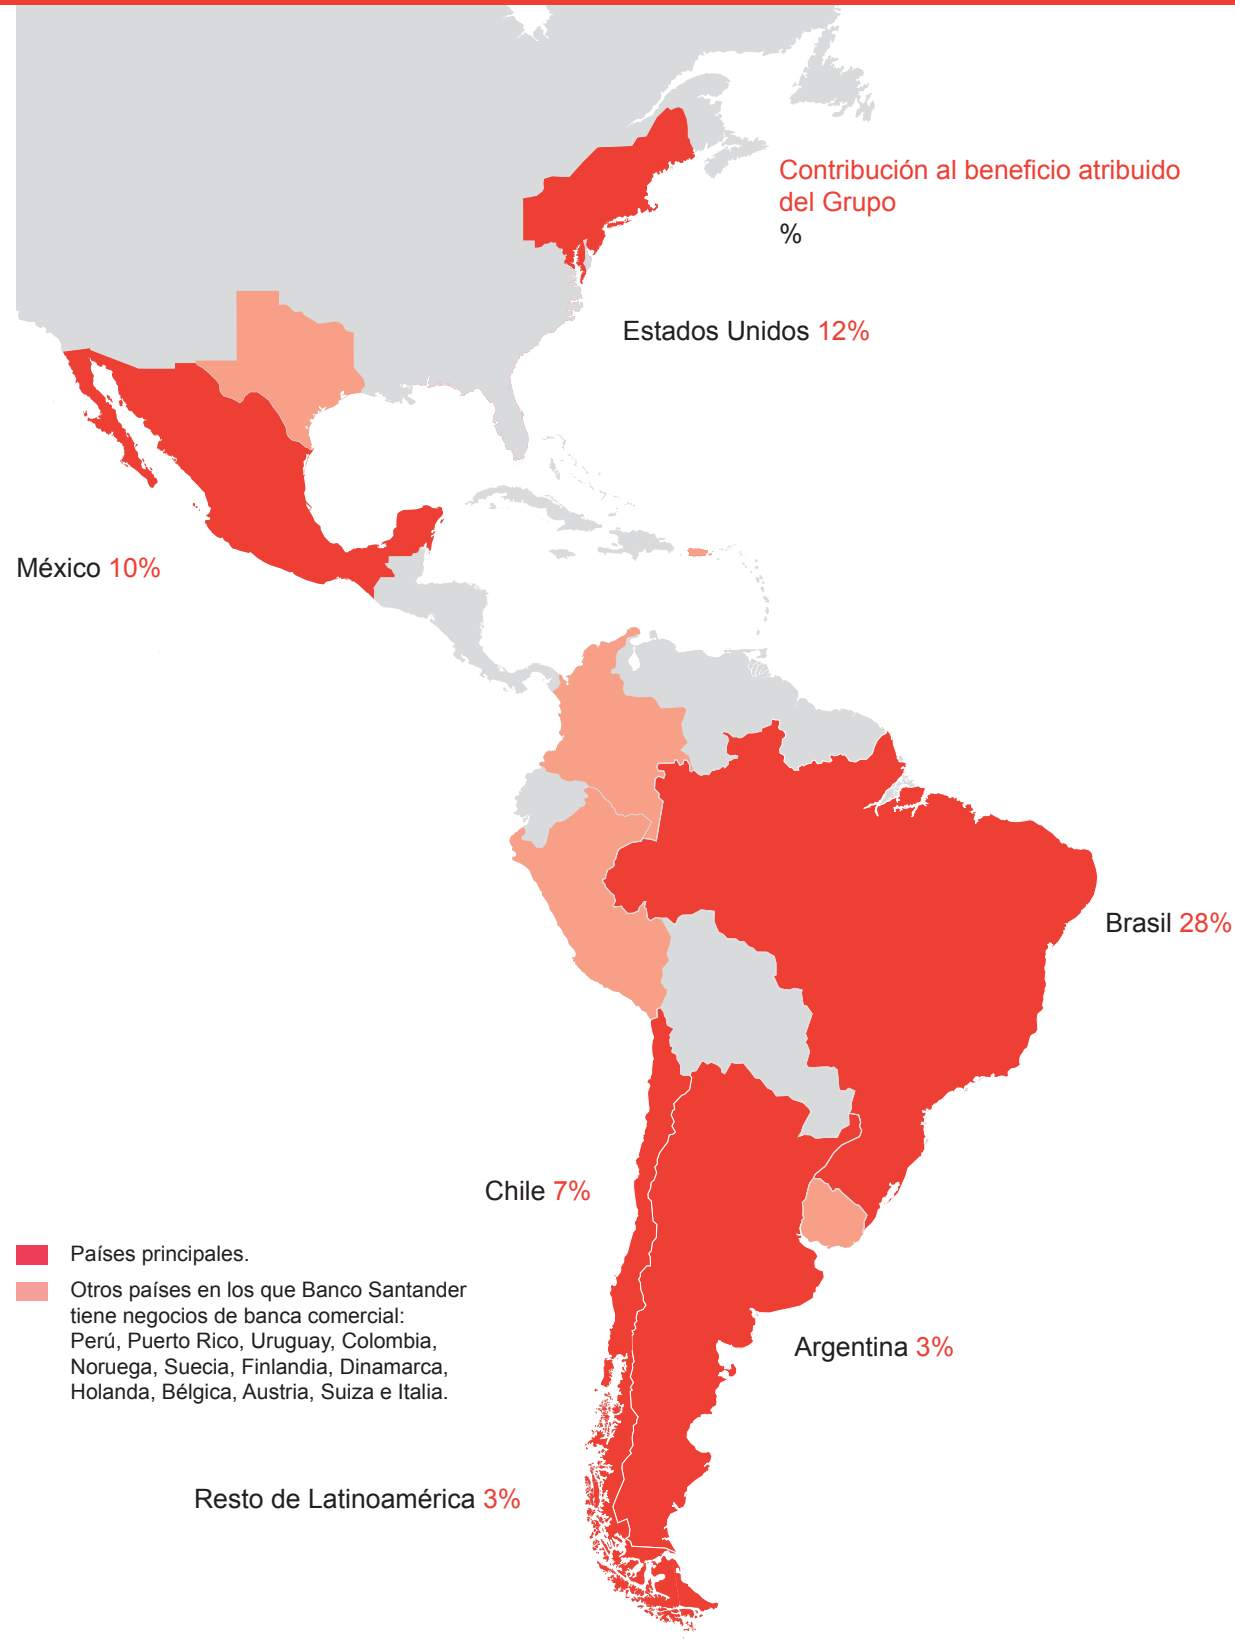 Contribución al beneficio atribuido
del Grupo
%
Estados Unidos 12%
México 10%
Brasil 28%
Chile 7%
Países principales.
Otros países en los que Banco Santander
tiene negocios de banca comercial:
Perú, Puerto Rico, Uruguay, Colombia,
Noruega, Suecia, Finlandia, Dinamarca,
Holanda, Bélgica, Austria, Suiza e Italia.
Argentina 3%
Resto de Latinoamérica 3%